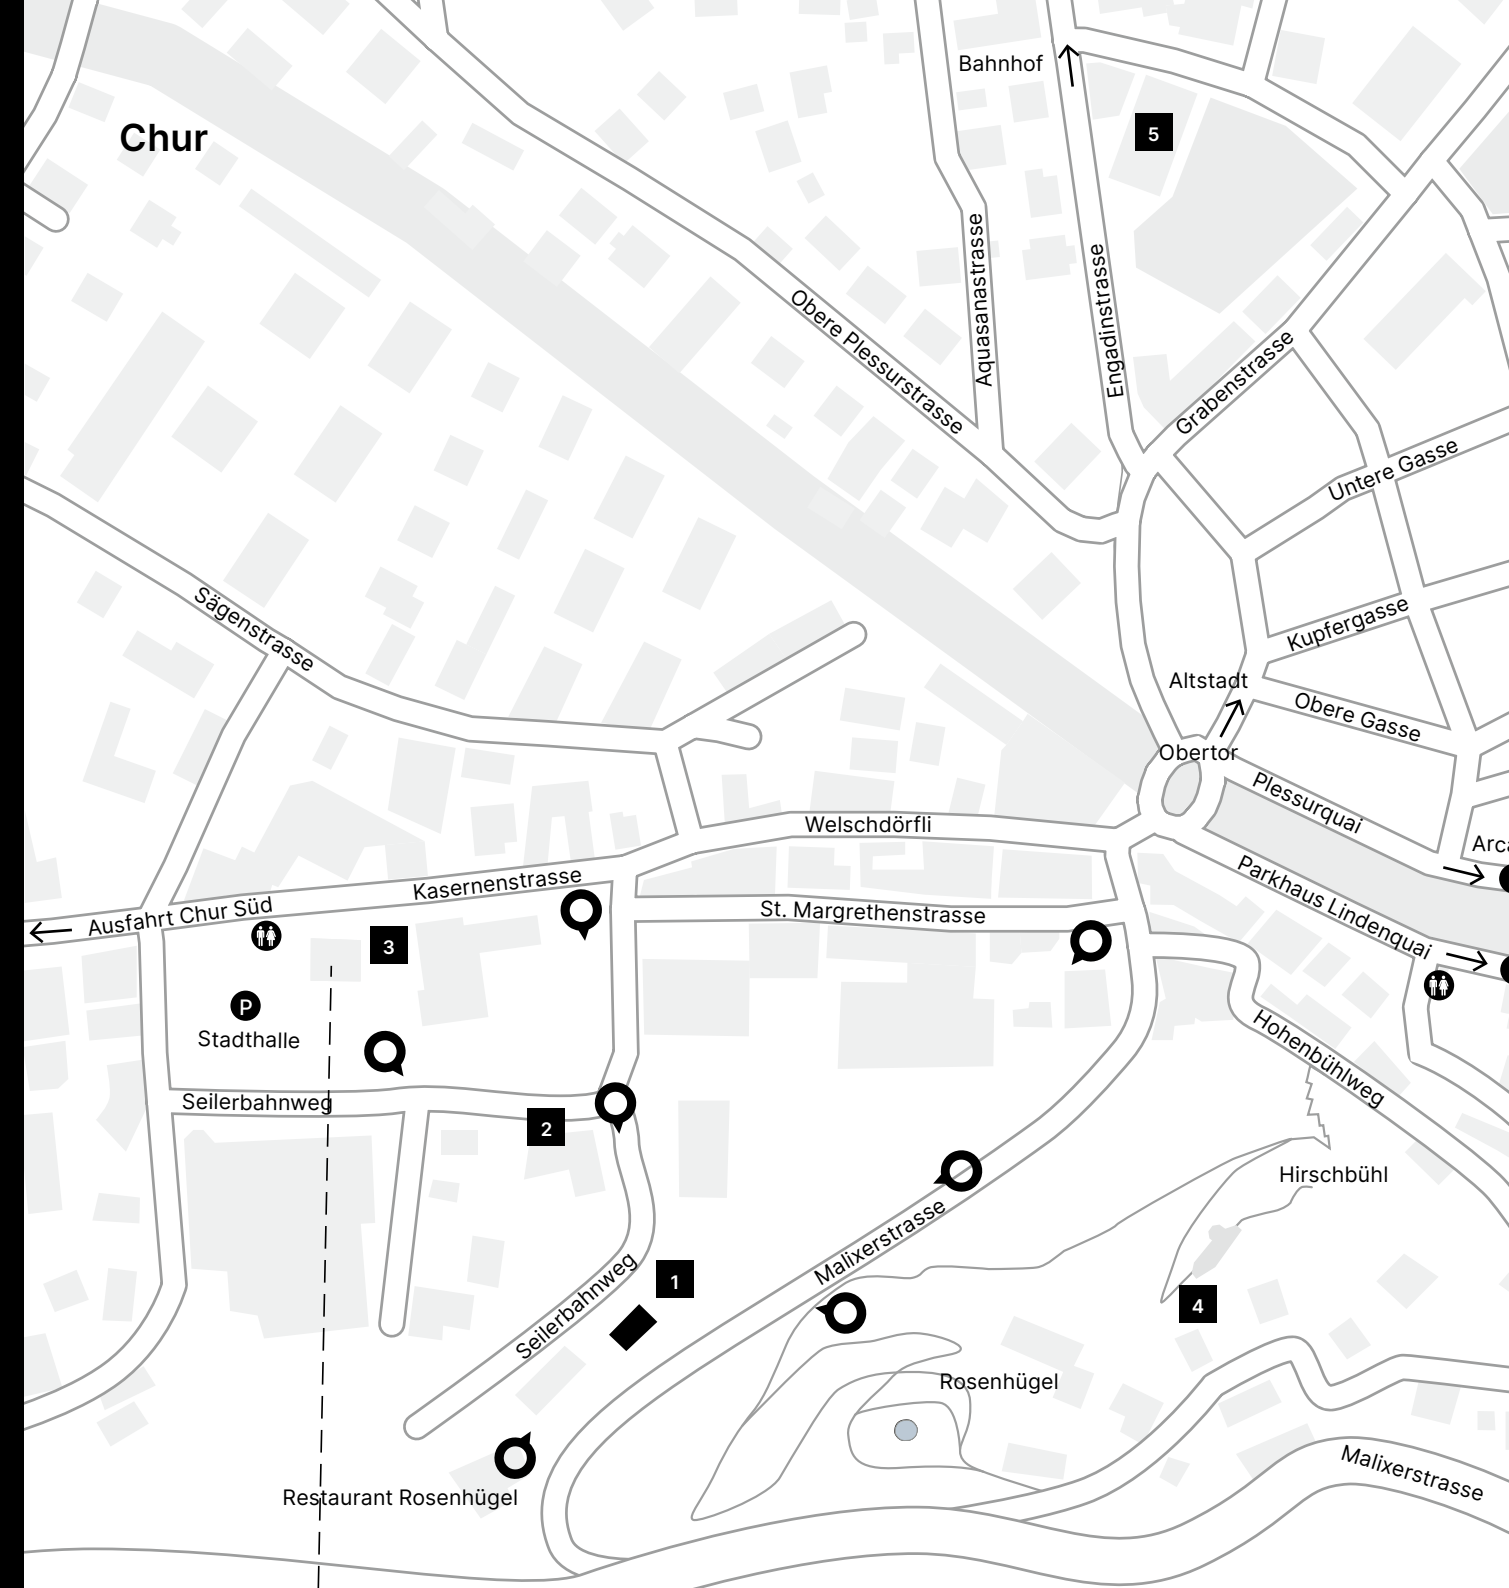 Bahnhof
Chur
5
Aquasanastrasse
Engadinstrasse
Obere Plessurstrasse
Grabenstrasse
Untere Gasse
Sägenstrasse
Kupfergasse
Altstadt
Obere Gasse
Obertor
Plessurquai
Welschdörfli
Arca
Kasernenstrasse
Parkhaus Lindenquai
Ausfahrt Chur Süd
St. Margrethenstrasse
3
P
Stadthalle
Hohenbühlweg
Seilerbahnweg
2
Hirschbühl
Malixerstrasse
Seilerbahnweg
1
4
Rosenhügel
Malixerstrasse
Restaurant Rosenhügel